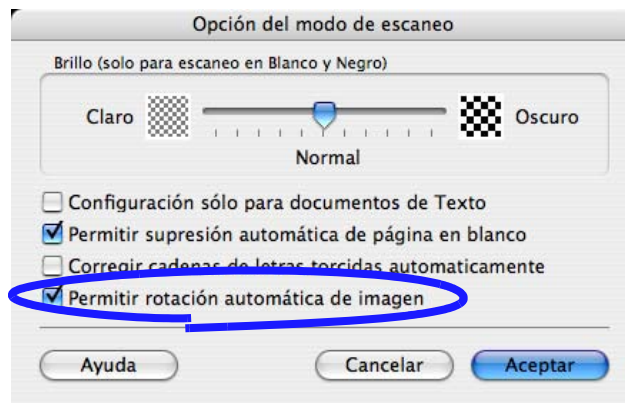 Opción del modo de escaneo
Brillo (solo para escaneo en Blanco y Negro)
Claro Oscuro
Normal
Configuración sólo para documentos de Texto
Permitir supresión automática de página en blanco
Corregir cadenas de letras torcidas automaticamente
Permitir rotación automática de imagen
Ayuda Cancelar Aceptar